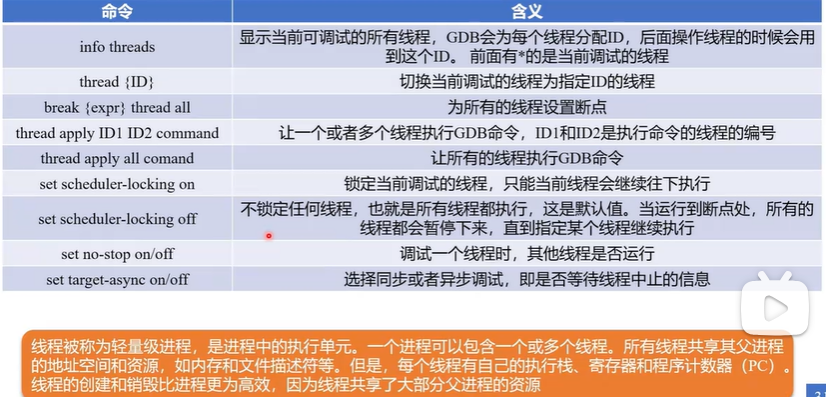 命令 含义
info threads 显示当前可调试的所有线程，GDB会为每个线程分配ID，后面操作线程的时候会用
到这个ID。 前面有*的是当前调试的线程
thread {ID} 切换当前调试的线程为指定ID的线程
break {expr} thread all 为所有的线程设置断点
thread apply ID1 ID2 command 让一个或者多个线程执行GDB命令，ID1和ID2是执行命令的线程的编号
thread apply all comand 让所有的线程执行GDB命令
set scheduler-locking on 锁定当前调试的线程，只能当前线程会继续往下执行
set scheduler-locking off 不锁定任何线程，也就是所有线程都执行，这是默认值。当运行到断点处，所有的
线程都会暂停下来，直到指定某个线程继续执行
set no-stop on/off 调试一个线程时，其他线程是否运行
set target-async on/off 选择同步或者异步调试，即是否等待线程中止的信息
线程被称为轻量级进程，是进程中的执行单元。一个进程可以包含一个或多个线程。所有线程共享其父进程
的地址空间和资源，如内存和文件描述符等。但是，每个线程有自己的执行栈、寄存器和程序计数器（PC）。
线程的创建和销毁比进程更为高效，因为线程共享了大部分父进程的资源